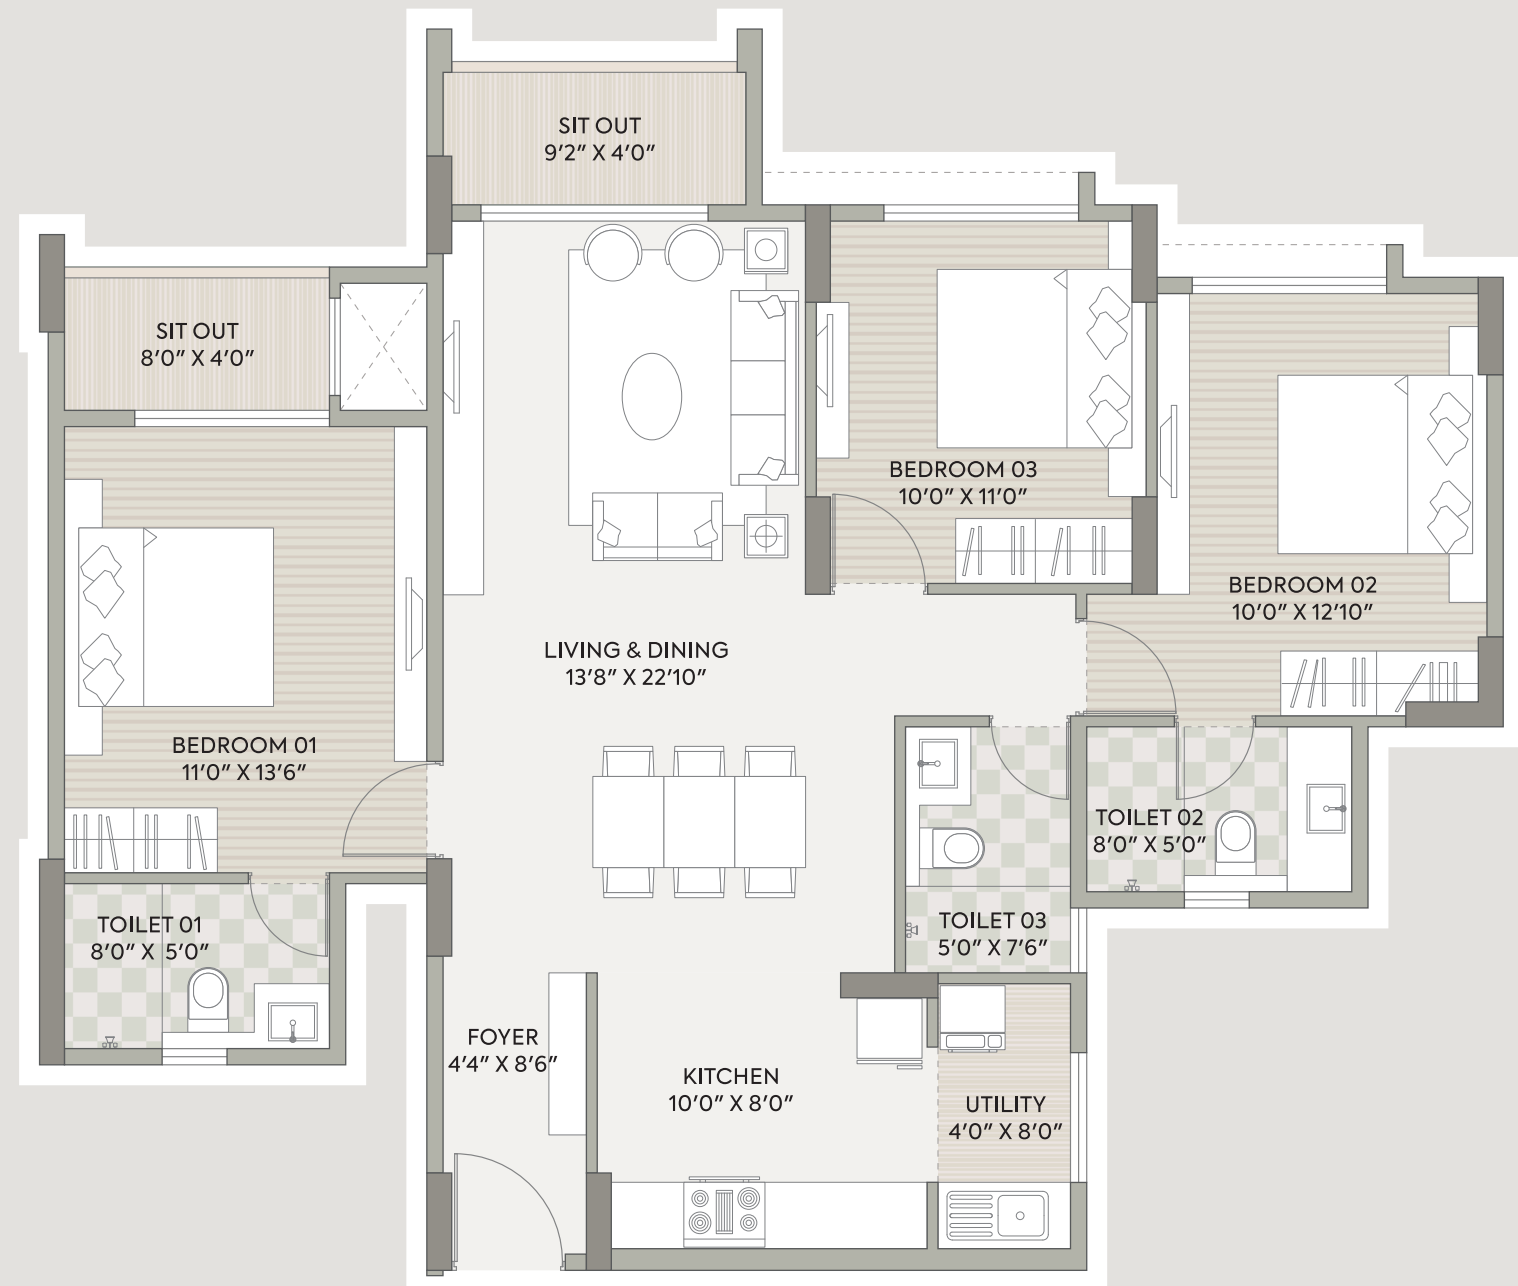 SIT OUT
9'2" X 4'0"
SIT OUT
8'0" X 4'0"
BEDROOM 03
10'0" X 11'0"
BEDROOM 02
10'0" X 12'10"
LIVING & DINING
13'8" X 22'10"
BEDROOM 01
11'0" X 13'6"
TOILET 02
8'0" X 5'0"
TOILET 01
8'0" X 5'0"
TOILET 03
5'0" X 7'6"
FOYER
4'4" X 8'6"
KITCHEN
10'0" X 8'0"
UTILITY
4'0" X 8'0"